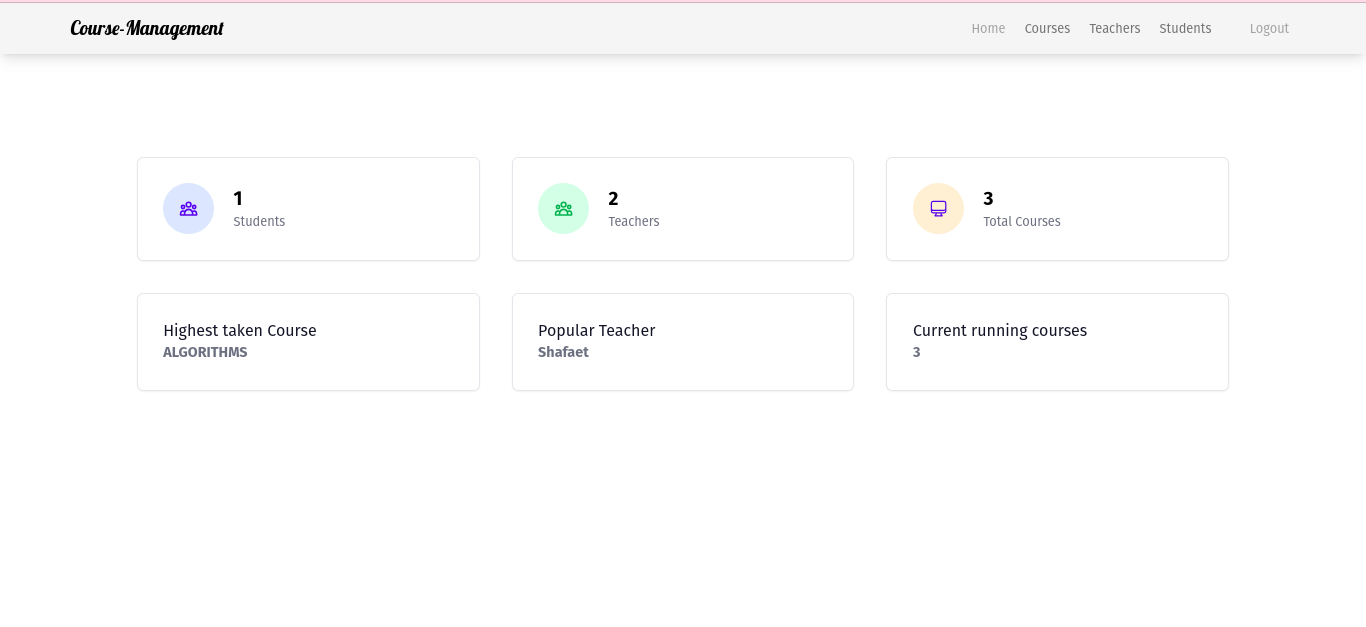 Course-Management
Home Courses Teachers Students Logout
1
Students
2
Teachers
3
Total Courses
Highest taken Course
ALGORITHMS
Popular Teacher
Shafaet
Current running courses
3